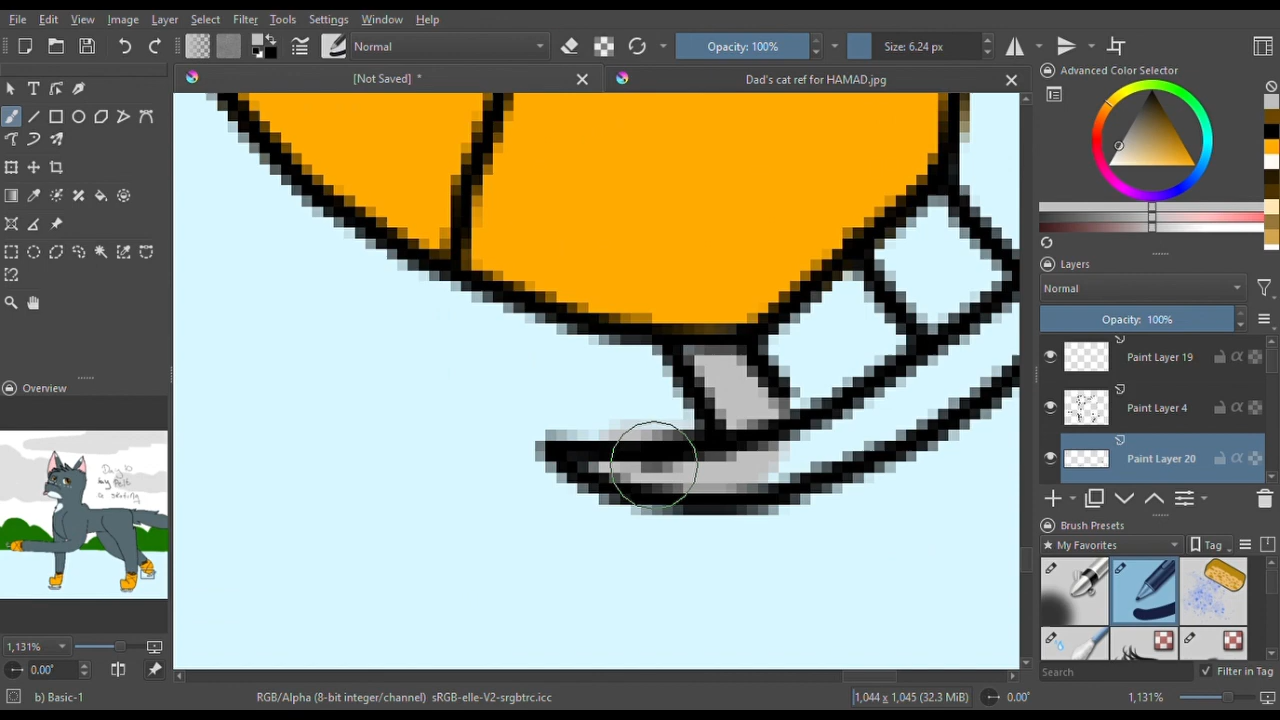 File Edit View Image Layer Select Filter Tools Settings Window Help
Normal Opacity: 100% Size: 6.24 px
[Not Saved] * Dad's cat ref for HAMAD.jpg
Advanced Color Selector
Layers
Normal
Opacity: 100%
Paint Layer 19
Paint Layer 4
Paint Layer 20
Overview
Day 10
a skating
Brush Presets
My Favorites Tag
Search Filter in Tag
1,131%
0.00°
b) Basic-1 RGB/Alpha (8-bit integer/channel) sRGB-elle-V2-srgbtrc.icc 1,044 x 1,045 (32.3 MiB) 0.00° 1,131%